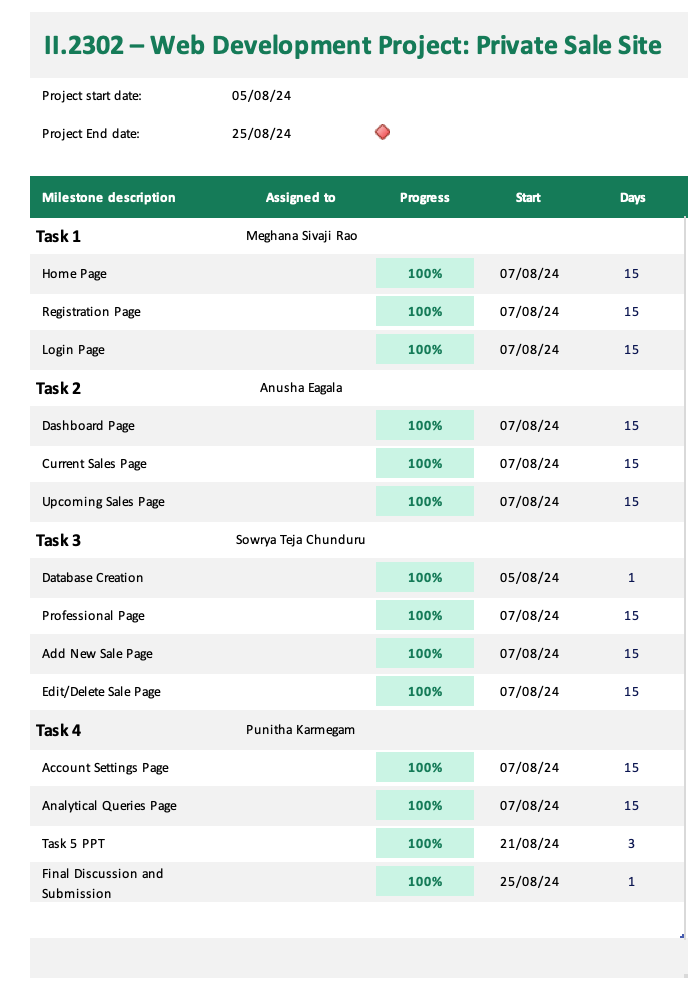 II.2302 – Web Development Project: Private Sale Site
Project start date: 05/08/24
Project End date: 25/08/24
Milestone description Assigned to Progress Start Days
Task 1 Meghana Sivaji Rao
Home Page 100% 07/08/24 15
Registration Page 100% 07/08/24 15
Login Page 100% 07/08/24 15
Task 2 Anusha Eagala
Dashboard Page 100% 07/08/24 15
Current Sales Page 100% 07/08/24 15
Upcoming Sales Page 100% 07/08/24 15
Task 3 Sowrya Teja Chunduru
Database Creation 100% 05/08/24 1
Professional Page 100% 07/08/24 15
Add New Sale Page 100% 07/08/24 15
Edit/Delete Sale Page 100% 07/08/24 15
Task 4 Punitha Karmegam
Account Settings Page 100% 07/08/24 15
Analytical Queries Page 100% 07/08/24 15
Task 5 PPT 100% 21/08/24 3
Final Discussion and
Submission 100% 25/08/24 1